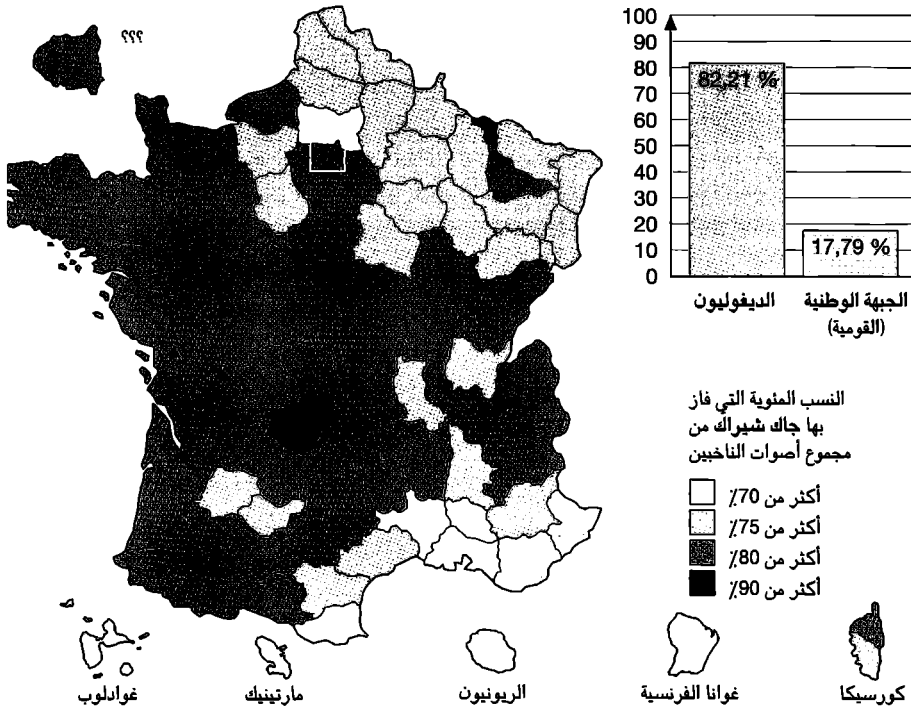 ؟؟؟
100
90
80
70
60
50
40
30
20
10
0
82,21 %
17,79 %
الديغوليون
الجبهة الوطنية
(القومية)
النسب المئوية التي فاز
بها جاك شيراك من
مجموع أصوات الناخبين
أكثر من 70٪
أكثر من 75٪
أكثر من 80٪
أكثر من 90٪
غوادلوب
مارتينيك
الريونيون
غوانا الفرنسية
كورسيكا